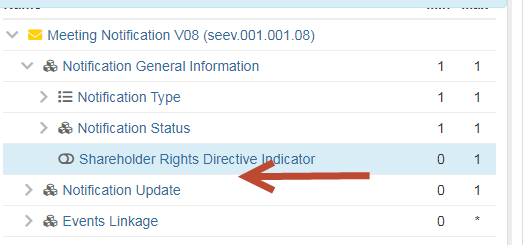 Meeting Notification V08 (seev.001.001.08)
Notification General Information 1 1
Notification Type 1 1
Notification Status 1 1
Shareholder Rights Directive Indicator 0 1
Notification Update 0 1
Events Linkage 0 *